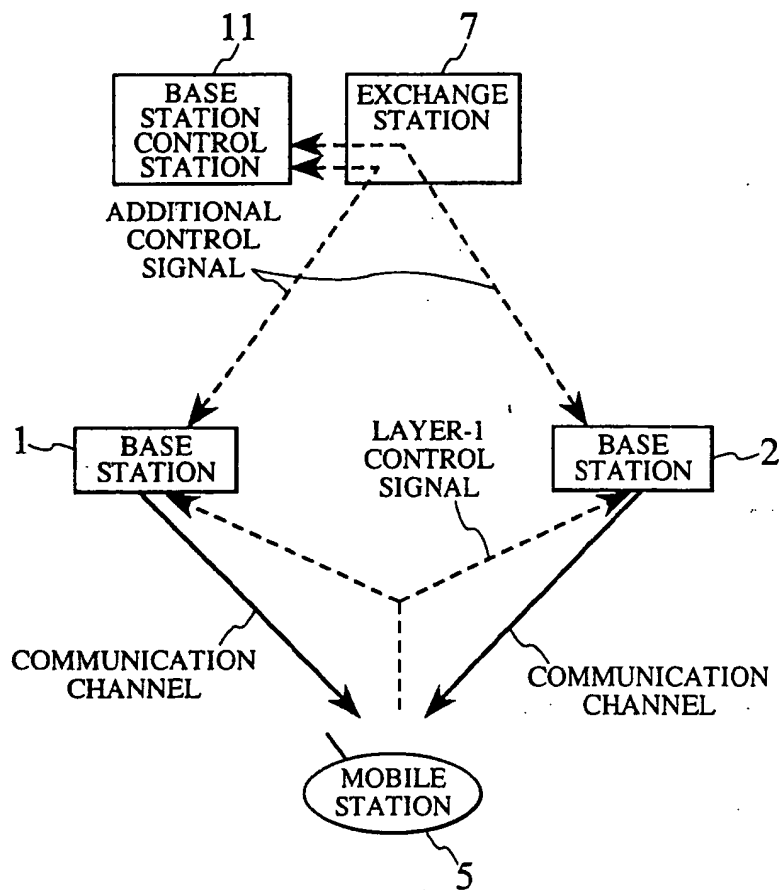 11
7
BASE
STATION
CONTROL
STATION
EXCHANGE
STATION
ADDITIONAL
CONTROL
SIGNAL
1
BASE
STATION
LAYER-1
CONTROL
SIGNAL
BASE
STATION
2
COMMUNICATION
CHANNEL
COMMUNICATION
CHANNEL
MOBILE
STATION
5